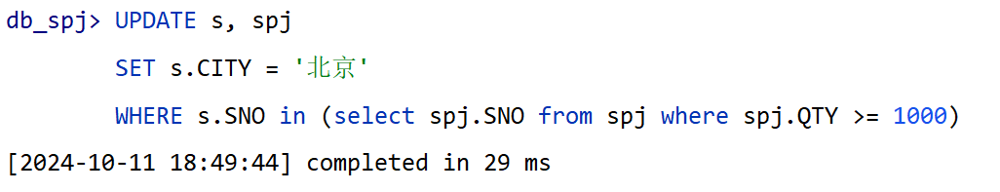 db_spj> UPDATE s, spj
SET s.CITY = '北京'
WHERE s.SNO in (select spj.SNO from spj where spj.QTY >= 1000)
[2024-10-11 18:49:44] completed in 29 ms